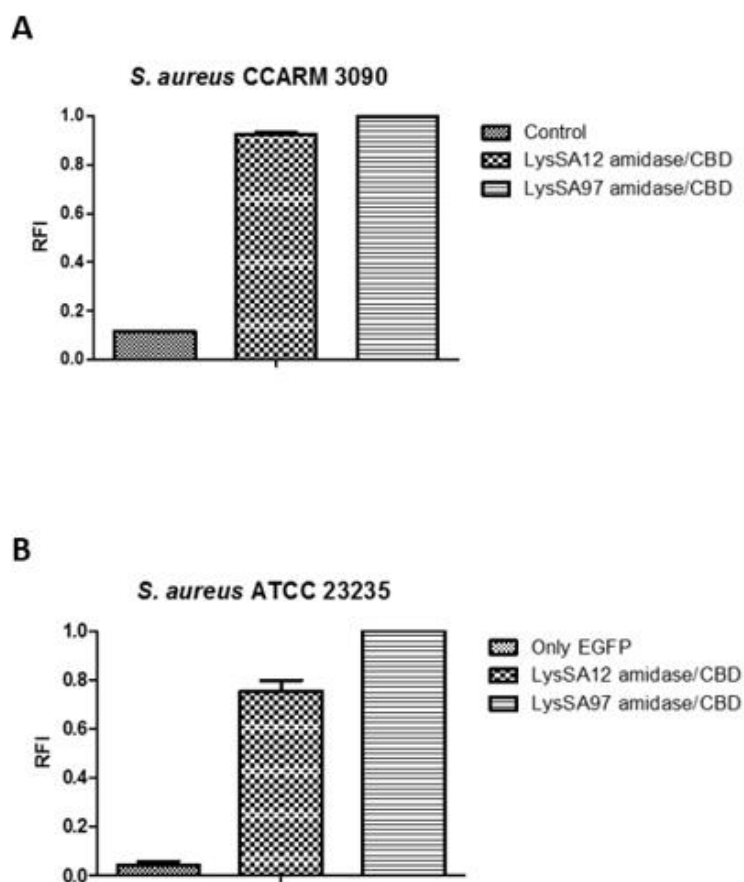 A
S. aureus CCARM 3090
1.0
0.8
0.6
0.4
0.2
0.0
RFI
Control
LysSA12 amidase/CBD
LysSA97 amidase/CBD
B
S. aureus ATCC 23235
1.0
0.8
0.6
0.4
0.2
0.0
RFI
Only EGFP
LysSA12 amidase/CBD
LysSA97 amidase/CBD